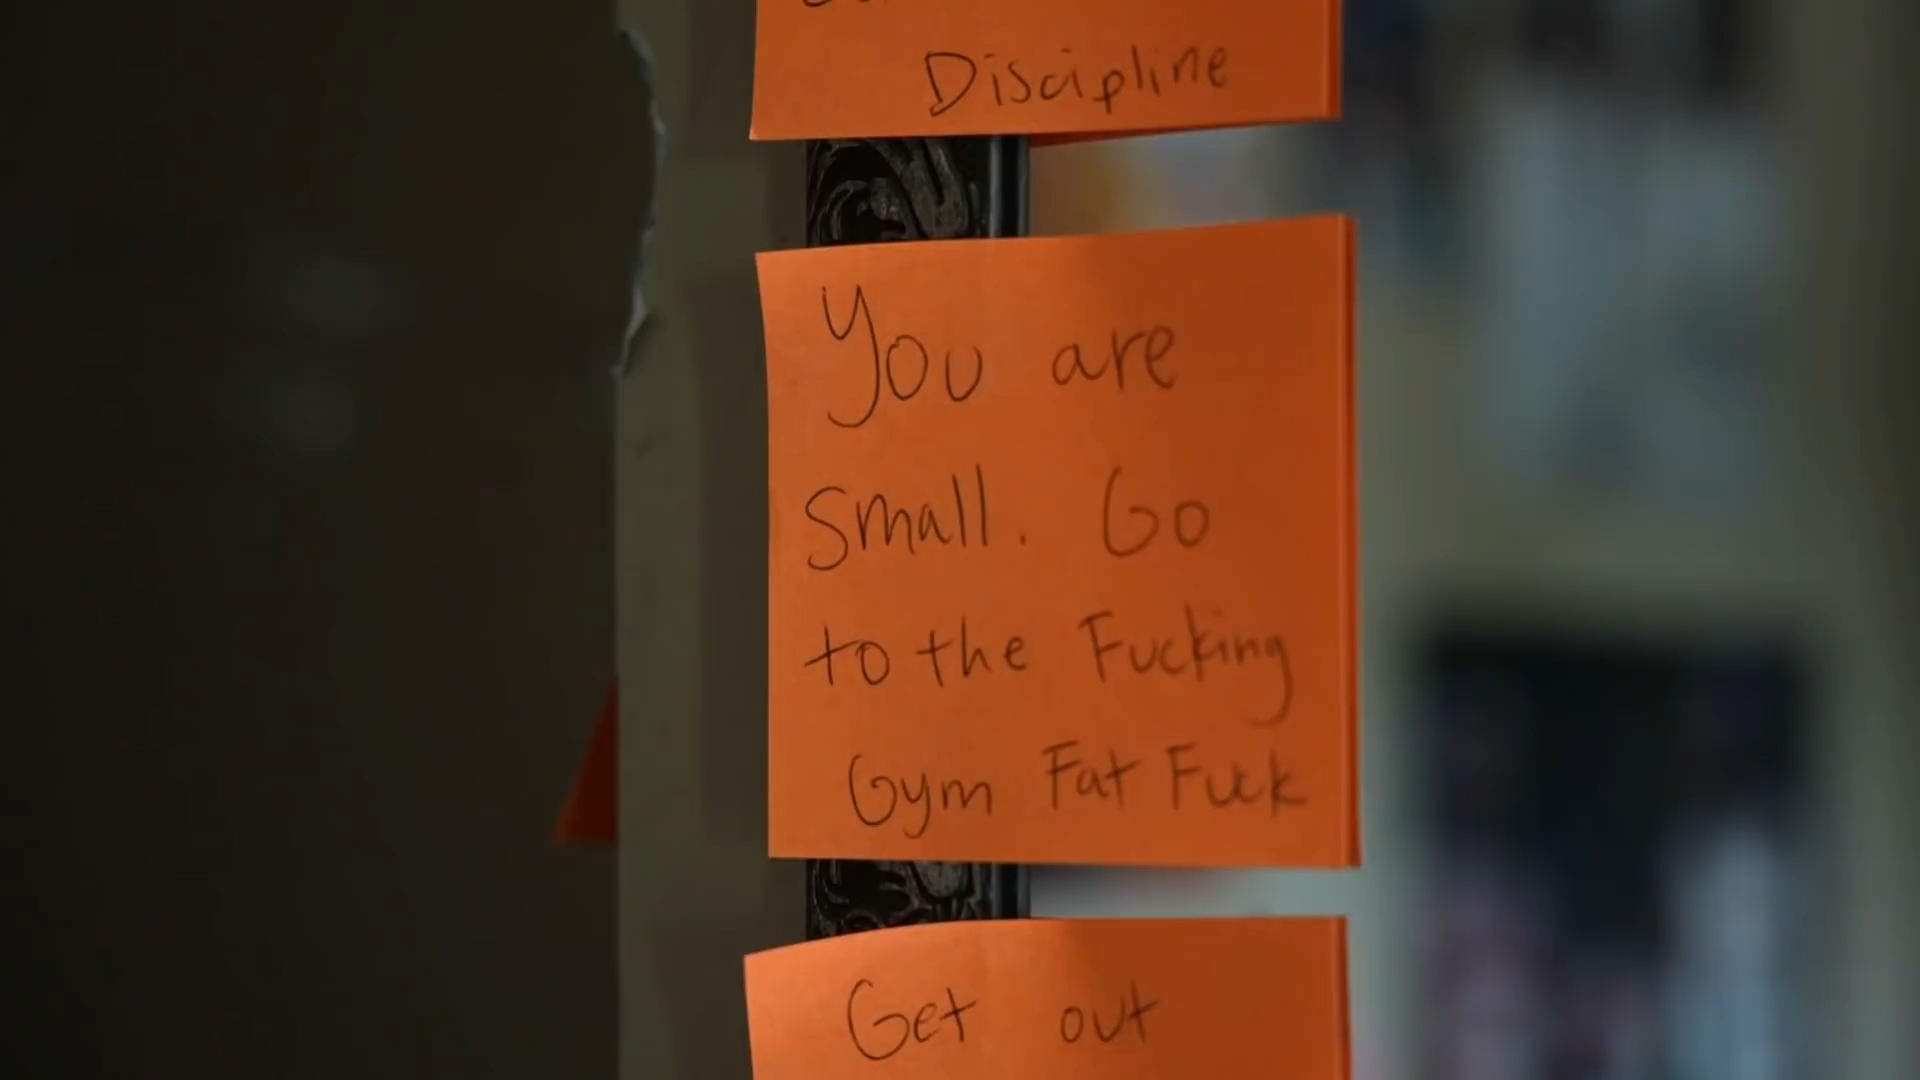 Discipline
You are
Small. Go
to the Fucking
Gym Fat Fuck
Get out